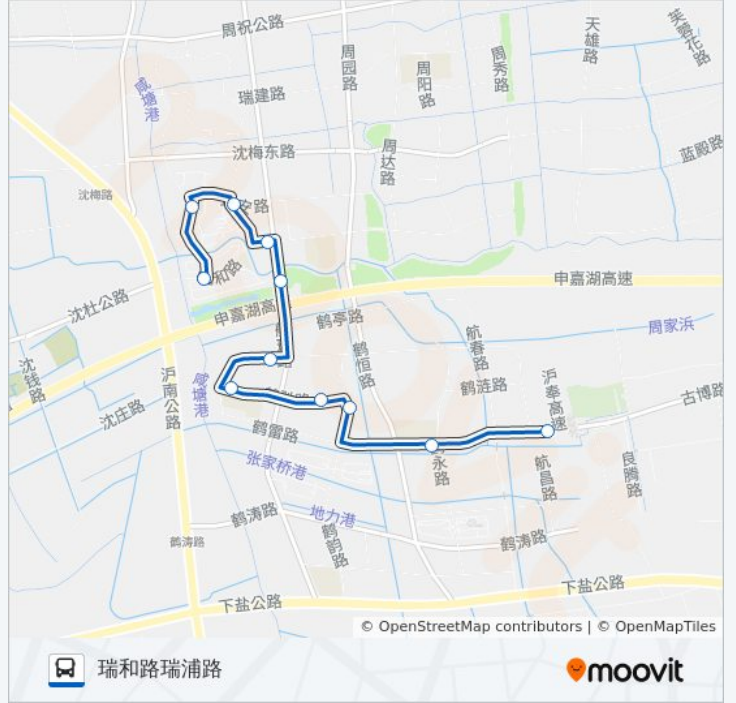 周祝公路
天雄路
芙蓉花路
周园路
周阳路
周秀路
咸塘港
瑞建路
沈梅东路
周达路
蓝殿路
沈梅路
申嘉湖高速
沈杜公路
申嘉湖高
鹤亭路
周家浜
航春路
沈钱路
沪南公路
咸塘港
鹤恒路
鹤涟路
沪奉高速
古博路
沈庄路
鹤雷路
张家桥港
永路
航昌路
良腾路
鹤涛路
地力港
鹤韵路
鹤涛路
鹤涛路
下盐公路
下盐公路
© OpenStreetMap contributors | © OpenMapTiles
瑞和路瑞浦路
moovit